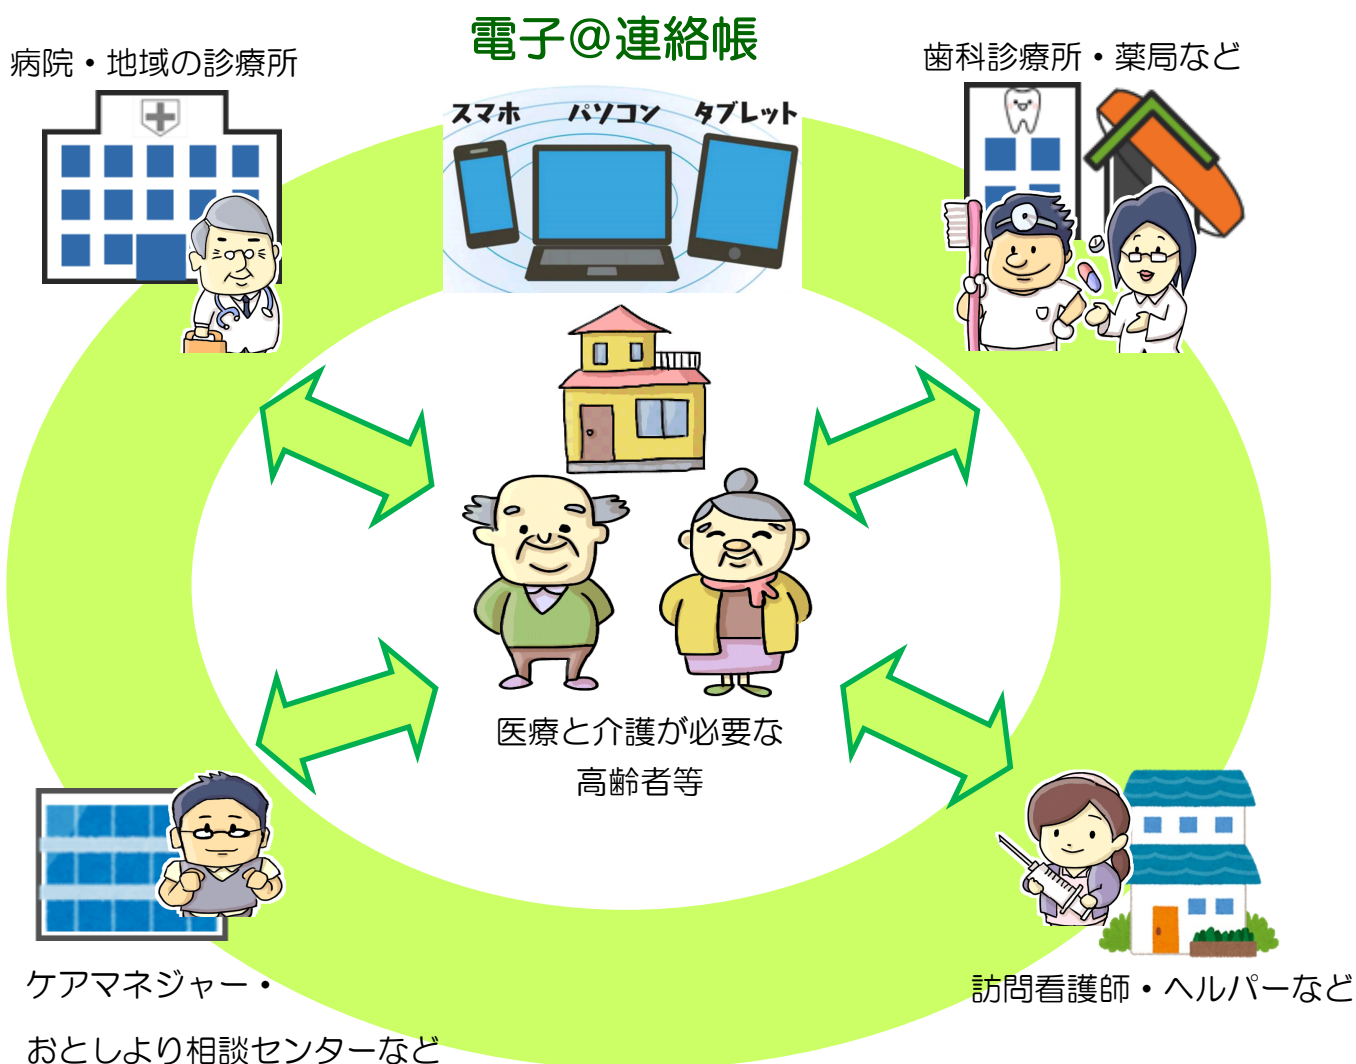 電子@連絡帳
病院・地域の診療所
歯科診療所・薬局など
スマホ パソコン タブレット
医療と介護が必要な
高齢者等
ケアマネジャー・
おとしより相談センターなど
訪問看護師・ヘルパーなど